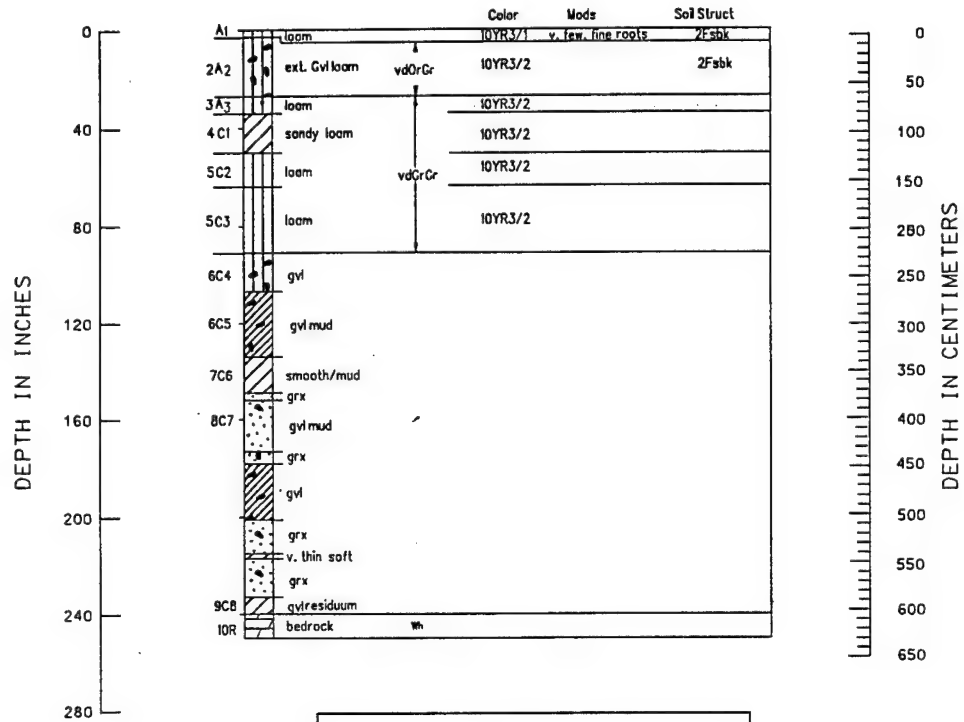 Color Mods Soil Struct
0 A1 loam 10YR3/1 v. few, fine roots 2Fsbk 0
2A2 ext. Gvl loam vdOrGr 10YR3/2 2Fsbk
50
3A3 loam 10YR3/2
40 4C1 sandy loam 10YR3/2 100
5C2 loam vdGrGr 10YR3/2
150
80 5C3 loam 10YR3/2 200
6C4 gvl 250
120 6C5 gvl mud 300
7C6 smooth/mud 350
grx
160 8C7 gvl mud 400
grx 450
gvl
200 500
grx
v. thin soft 550
grx
9C8 gvl residuum 600
240
10R bedrock Wh
650
280
DEPTH IN INCHES
DEPTH IN CENTIMETERS